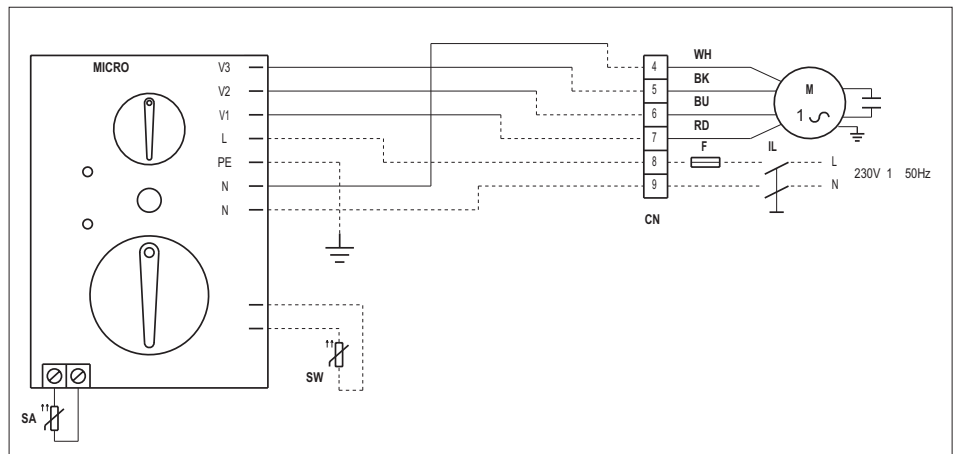 MICRO
V3
V2
V1
L
PE
N
N
SA
SW
4
5
6
7
8
9
CN
WH
BK
BU
RD
F
IL
M
1
L
N
230V 1 50Hz